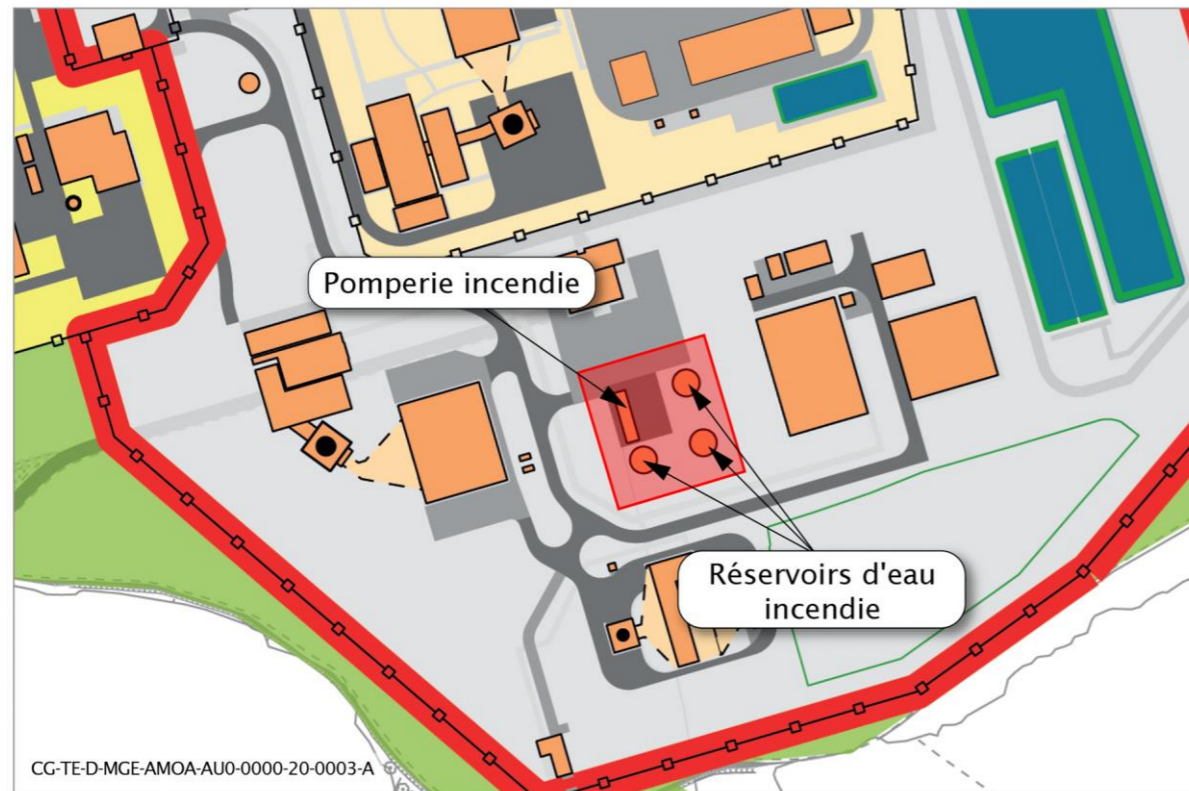 Pomperie incendie
Réservoirs d'eau
incendie
CG-TE-D-MGE-AMOA-AU0-0000-20-0003-A